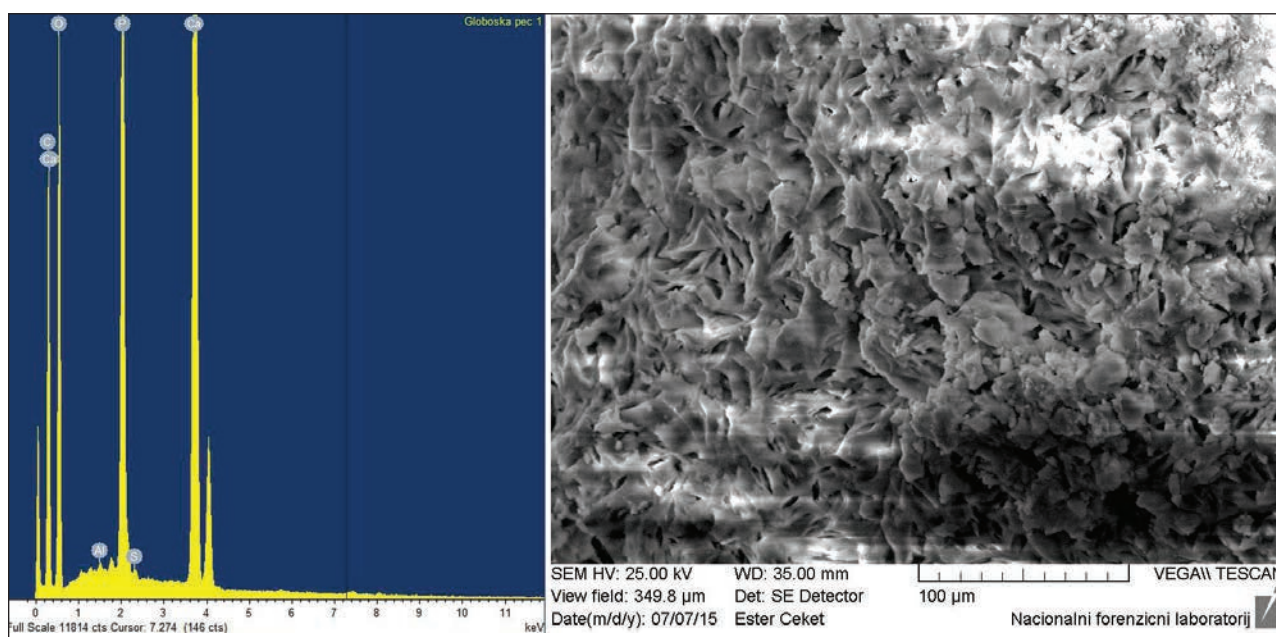 Globoska pec 1
O
P
Ca
C
Ca
Al
S
0 1 2 3 4 5 6 7 8 9 10 11
Full Scale 11814 cts Cursor: 7.274 (146 cts)
keV
SEM HV: 25.00 kV WD: 35.00 mm VEGA\\ TESCAN
View field: 349.8 µm Det: SE Detector 100 µm
Date(m/d/y): 07/07/15 Ester Ceket Nacionalni forenzicni laboratorij